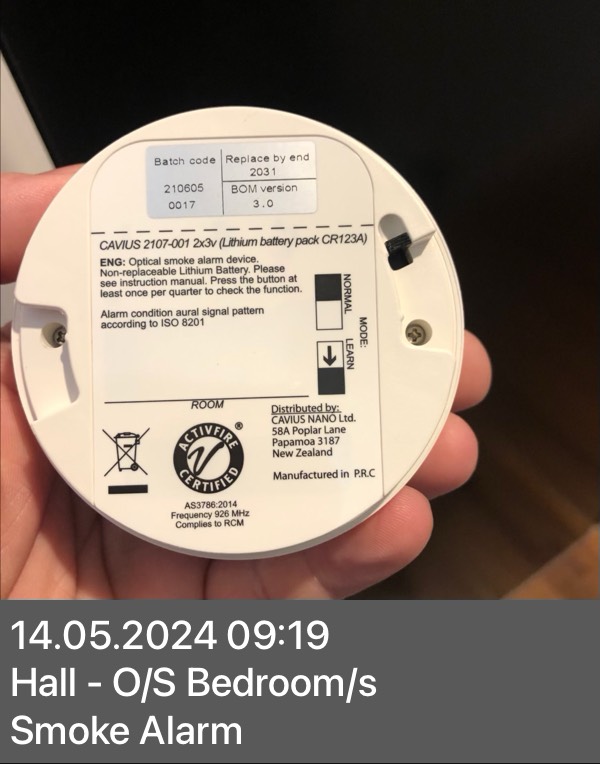 Batch code
210605
0017
Replace by end
2031
BOM version
3.0
CAVIUS 2107-001 2x3v (Lithium battery pack CR123A)
ENG: Optical smoke alarm device.
Non-replaceable Lithium Battery. Please
see instruction manual. Press the button at
least once per quarter to check the function.
Alarm condition aural signal pattern
according to ISO 8201
NORMAL
MODE:
LEARN
ROOM
ACTIVFIRE®
CERTIFIED
AS3786:2014
Frequency 926 MHz
Complies to RCM
Distributed by:
CAVIUS NANO Ltd.
58A Poplar Lane
Papamoa 3187
New Zealand
Manufactured in P.R.C
14.05.2024 09:19
Hall - O/S Bedroom/s
Smoke Alarm